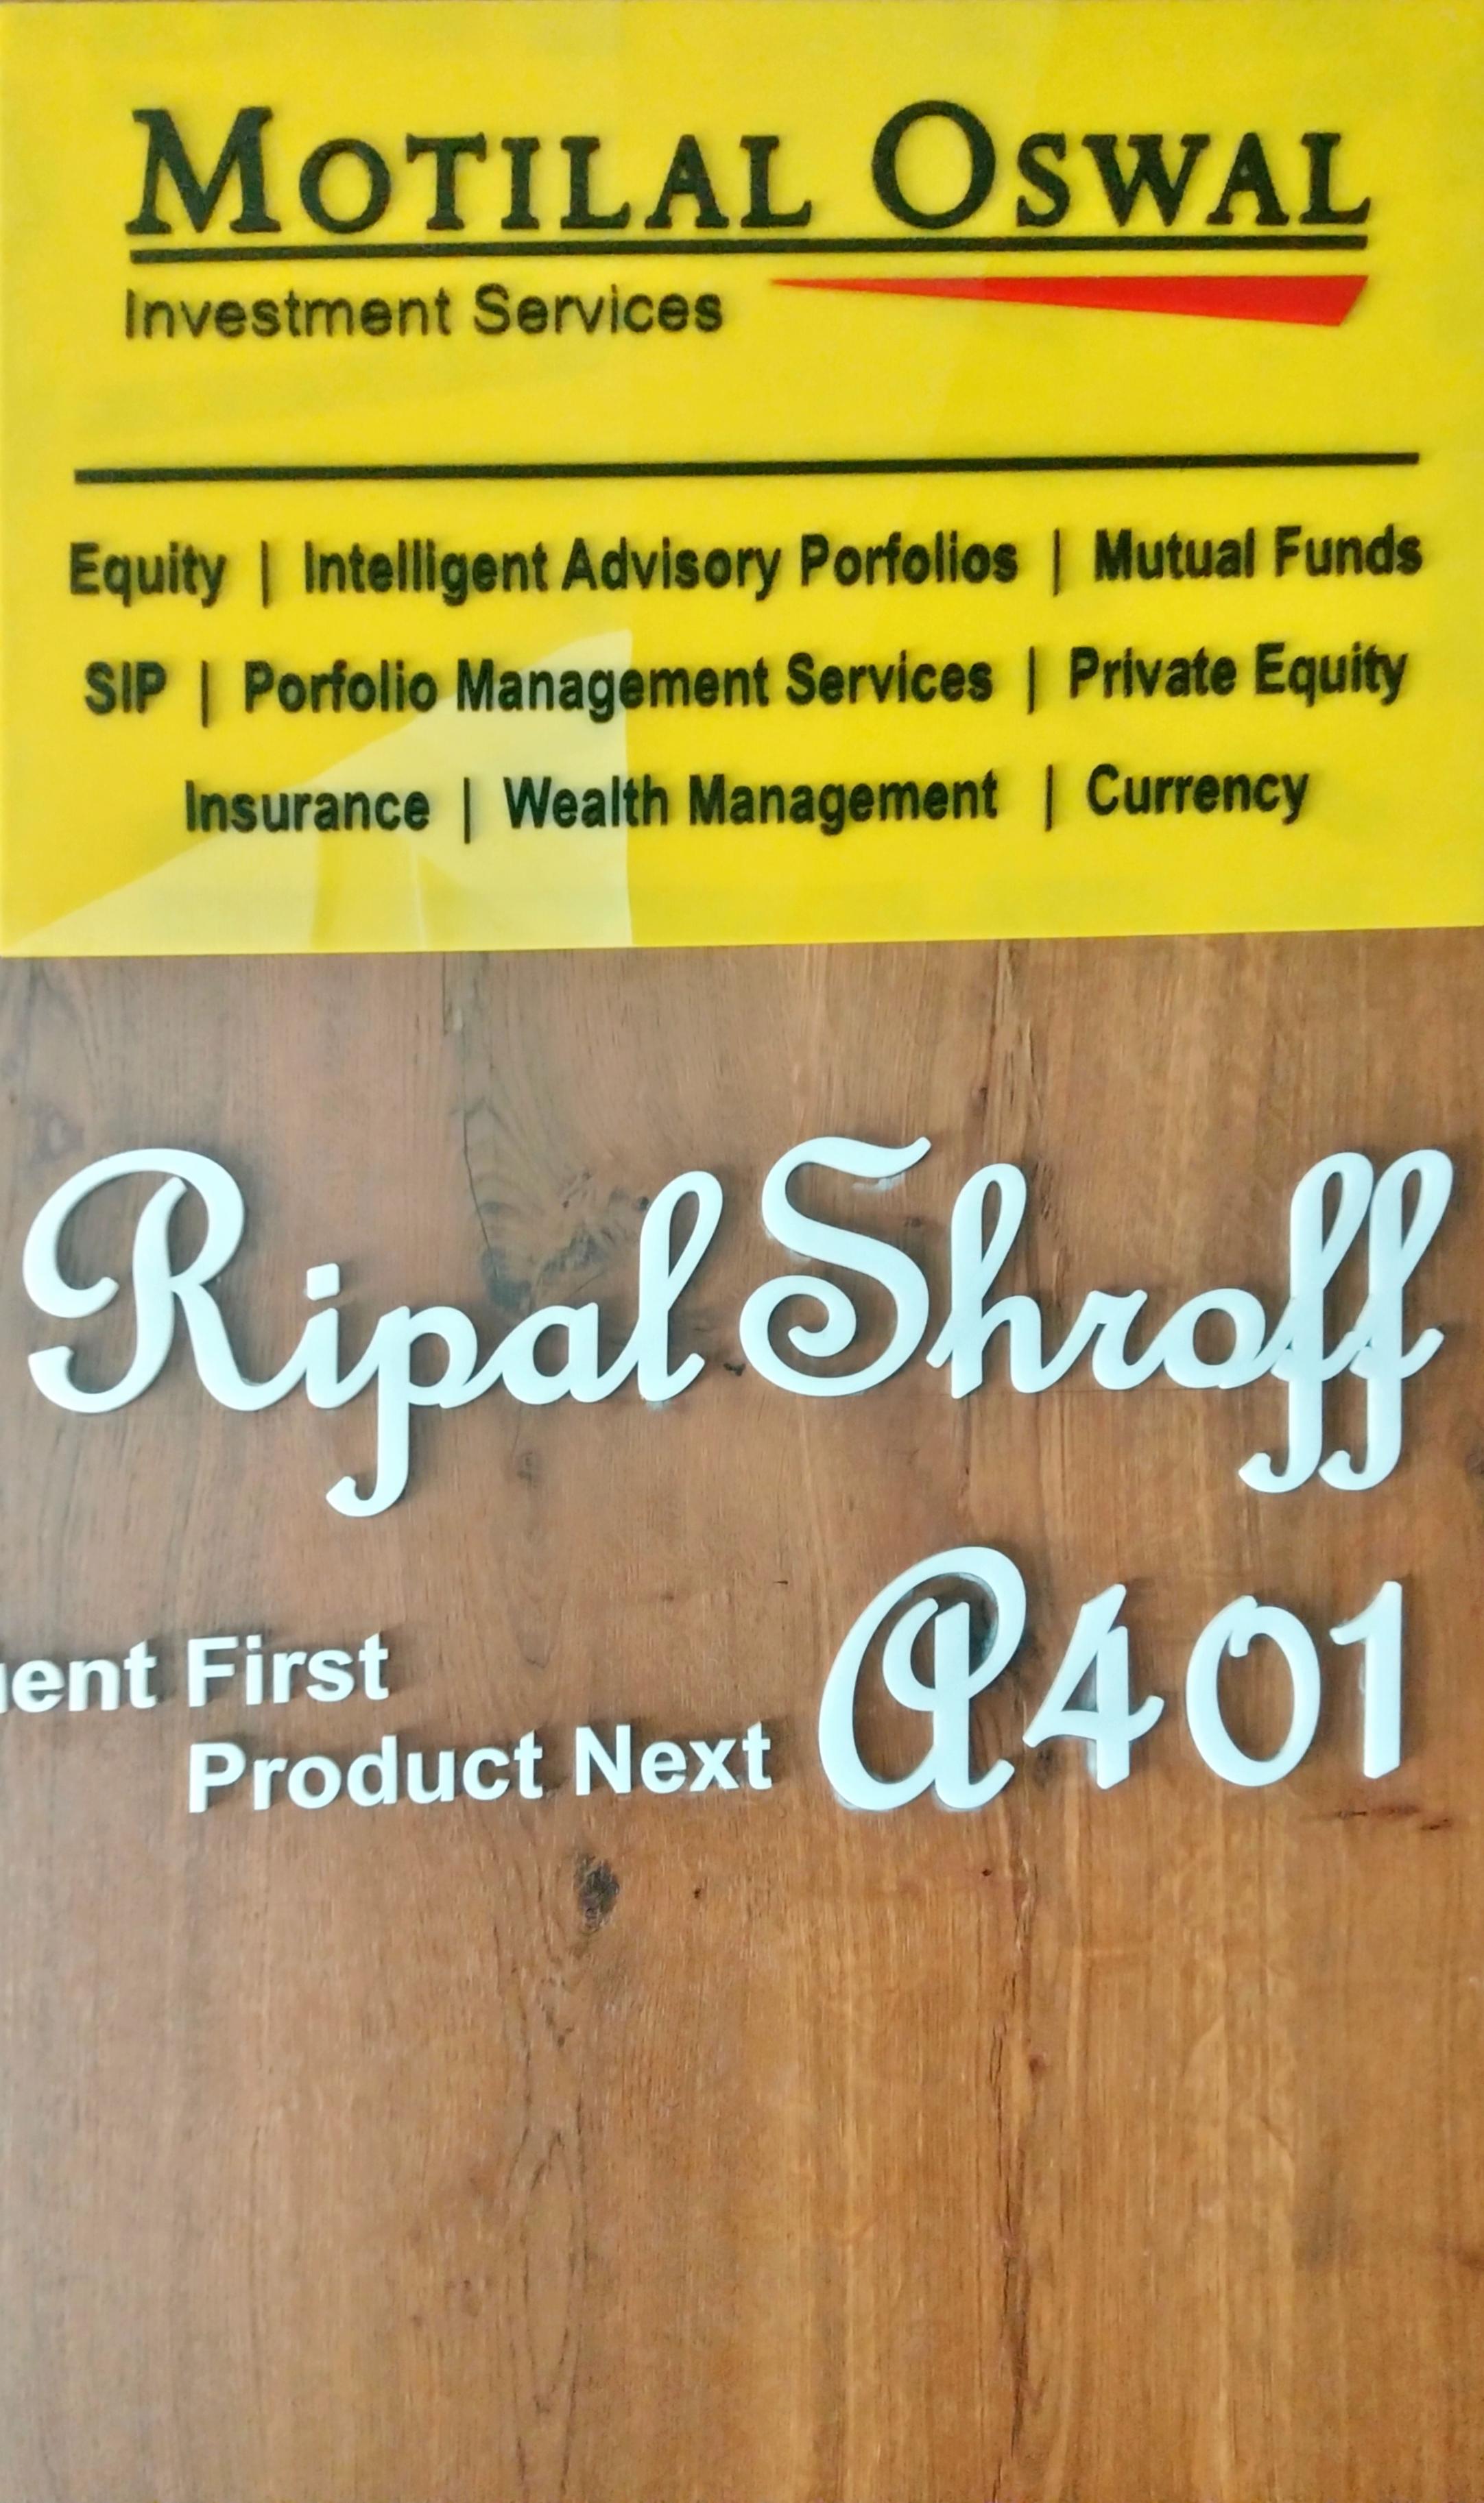 MOTILAL OSWAL
Investment Services
Equity | Intelligent Advisory Porfolios | Mutual Funds
SIP | Porfolio Management Services | Private Equity
Insurance | Wealth Management | Currency
Ripal Shroff
First
Product Next
A401